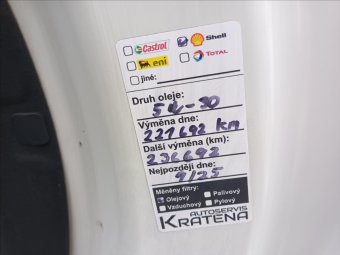 Castrol Shell
eni TOTAL
jiné:
Druh oleje:
5W-30
Výměna dne:
221692 km
Další výměna (km):
236692
Nejpozději dne:
9/25
Měněny filtry:
Olejový Palivový
Vzduchový Pylový
AUTOSERVIS
KRATĚNA